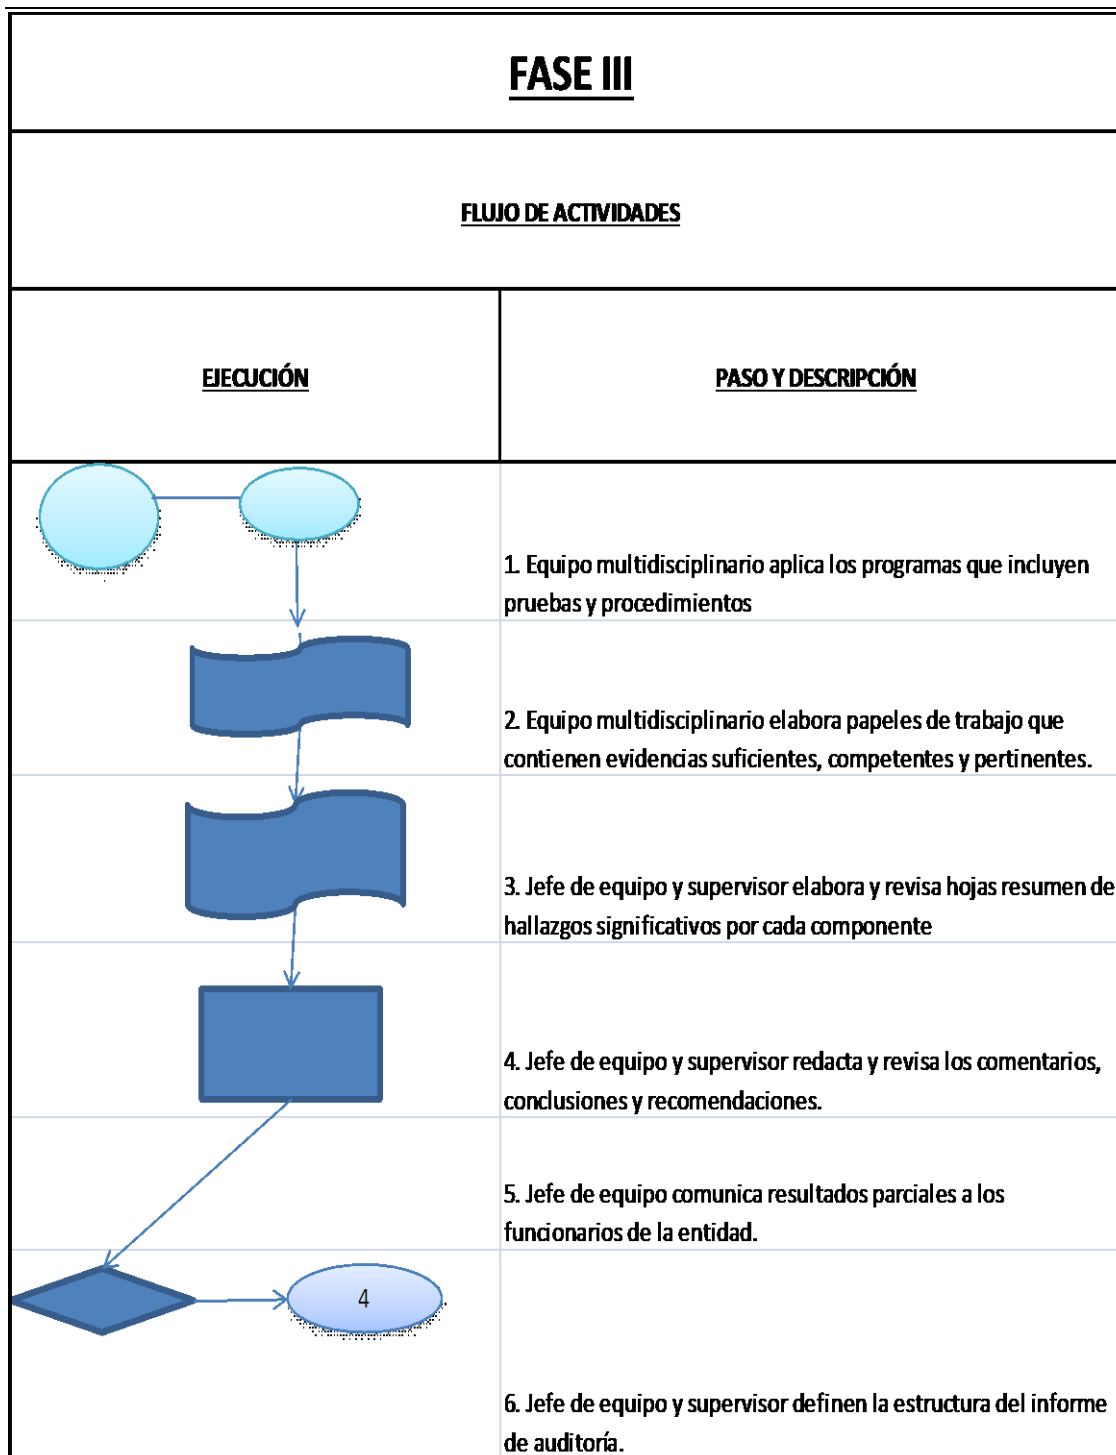 FASE III
FLUJO DE ACTIVIDADES
EJECUCIÓN
PASO Y DESCRIPCIÓN
1. Equipo multidisciplinario aplica los programas que incluyen
pruebas y procedimientos
2. Equipo multidisciplinario elabora papeles de trabajo que
contienen evidencias suficientes, competentes y pertinentes.
3. Jefe de equipo y supervisor elabora y revisa hojas resumen de
hallazgos significativos por cada componente
4. Jefe de equipo y supervisor redacta y revisa los comentarios,
conclusiones y recomendaciones.
5. Jefe de equipo comunica resultados parciales a los
funcionarios de la entidad.
4
6. Jefe de equipo y supervisor definen la estructura del informe
de auditoría.